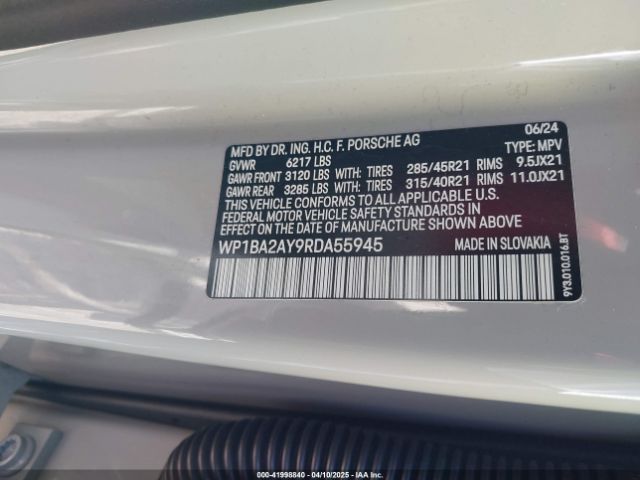 06/24
MFD BY DR. ING. H.C. F. PORSCHE AG TYPE: MPV
GVWR 6217 LBS
GAWR FRONT 3120 LBS WITH: TIRES 285/45R21 RIMS 9.5JX21
GAWR REAR 3285 LBS WITH: TIRES 315/40R21 RIMS 11.0JX21
THIS VEHICLE CONFORMS TO ALL APPLICABLE U.S.
FEDERAL MOTOR VEHICLE SAFETY STANDARDS IN
EFFECT ON THE DATE OF MANUFACTURE SHOWN ABOVE
WP1BA2AY9RDA55945 MADE IN SLOVAKIA
9Y3.010.016.BT
000-41998840 - 04/10/2025 - IAAI.COM